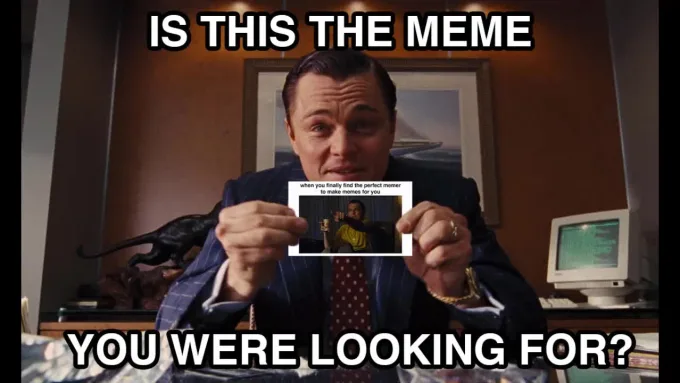 IS THIS THE MEME
when you finally find the perfect memer
to make memes for you
YOU WERE LOOKING FOR?